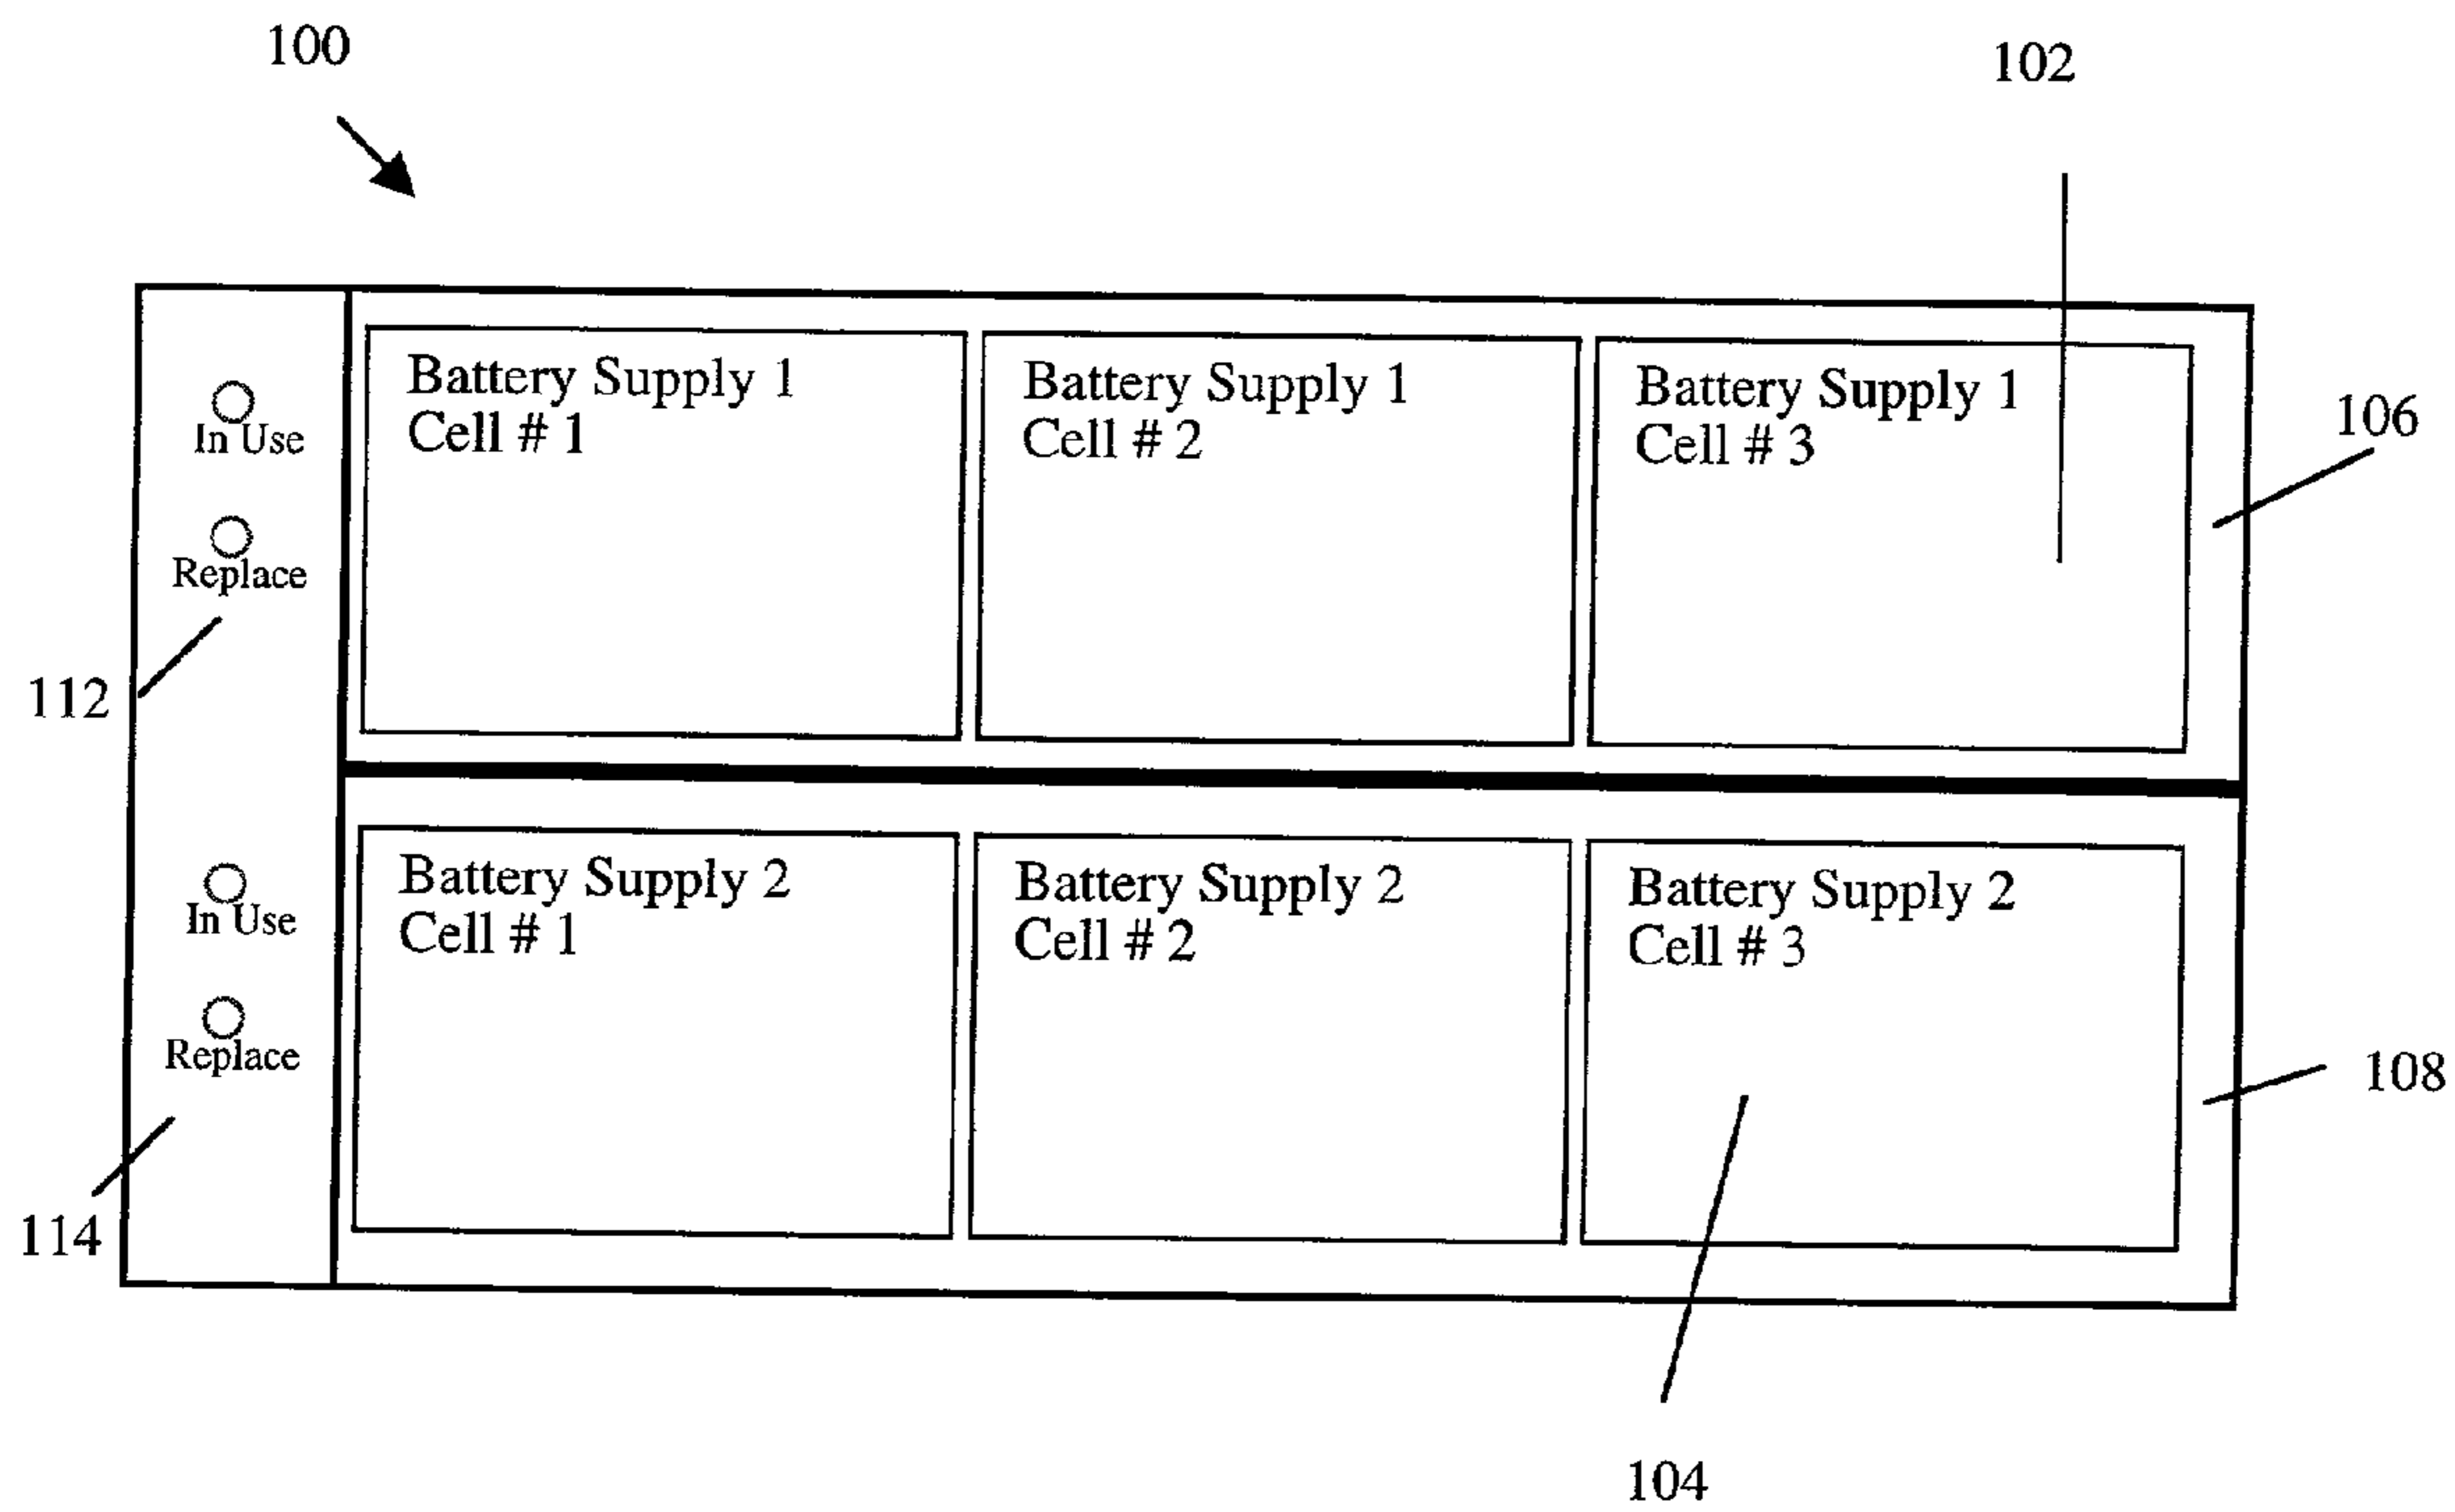 100
102
Battery Supply 1
Cell # 1
Battery Supply 1
Cell # 2
Battery Supply 1
Cell # 3
106
In Use
Replace
112
Battery Supply 2
Cell # 1
Battery Supply 2
Cell # 2
Battery Supply 2
Cell # 3
In Use
Replace
108
114
104